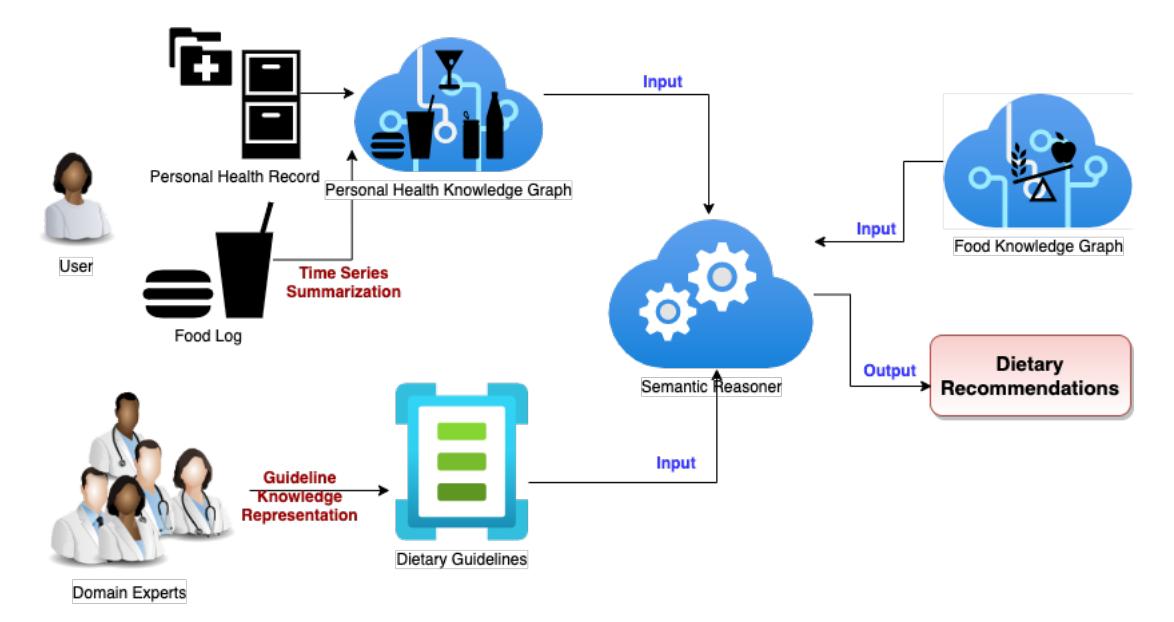 Input
Personal Health Record
Personal Health Knowledge Graph
User
Input
Food Knowledge Graph
Time Series
Summarization
Food Log
Semantic Reasoner
Output
Dietary
Recommendations
Input
Guideline
Knowledge
Representation
Dietary Guidelines
Domain Experts